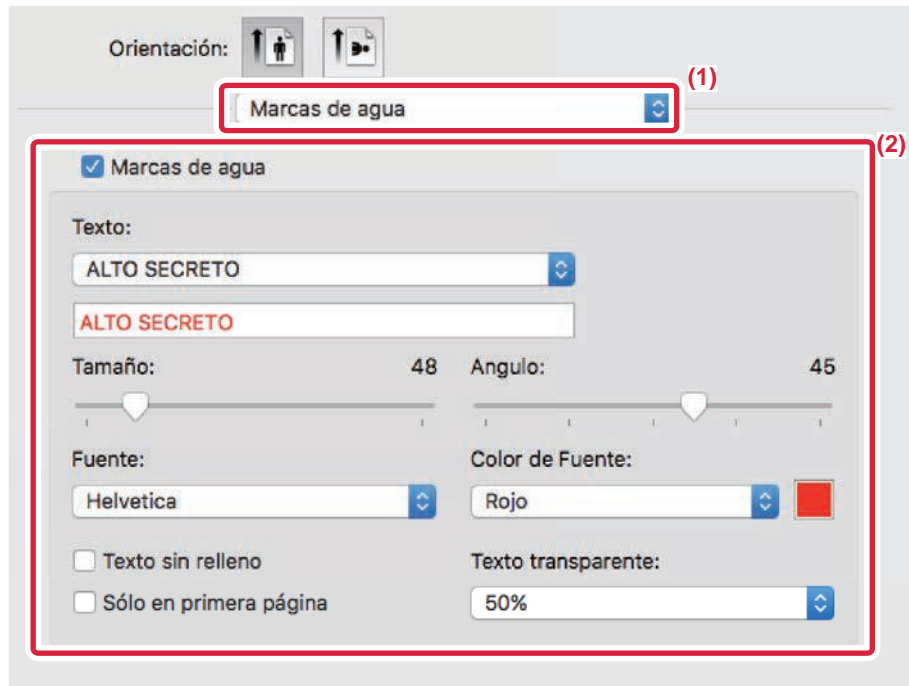 Orientación:
(1)
Marcas de agua
(2)
Marcas de agua
Texto:
ALTO SECRETO
ALTO SECRETO
Tamaño: 48 Angulo: 45
Fuente: Color de Fuente:
Helvetica Rojo
Texto sin relleno Texto transparente:
Sólo en primera página 50%